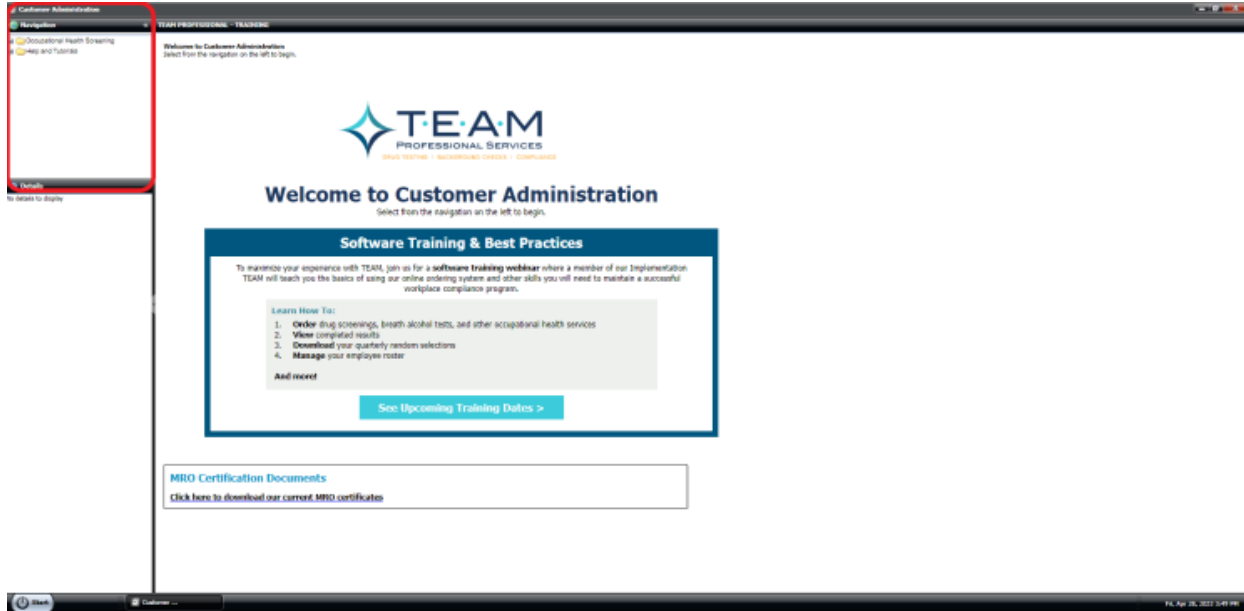 Customer Administration
Navigation
TEAM PROFESSIONAL - TRAINING
Occupational Health Screening
Help and Tutorials
Welcome to Customer Administration
Select from the navigation on the left to begin.
T·E·A·M
PROFESSIONAL SERVICES
DRUG TESTING | BACKGROUND CHECKS | COMPLIANCE
Details
No details to display
Welcome to Customer Administration
Select from the navigation on the left to begin.
Software Training & Best Practices
To maximize your experience with TEAM, join us for a software training webinar where a member of our Implementation
TEAM will teach you the basics of using our online ordering system and other skills you will need to maintain a successful
workplace compliance program.
Learn How To:
1. Order drug screenings, breath alcohol tests, and other occupational health services
2. View completed results
3. Download your quarterly random selections
4. Manage your employee roster
And more!
See Upcoming Training Dates >
MRO Certification Documents
Click here to download our current MRO certificates
Start
Customer ...
Fri, Apr 28, 2023 3:49 PM